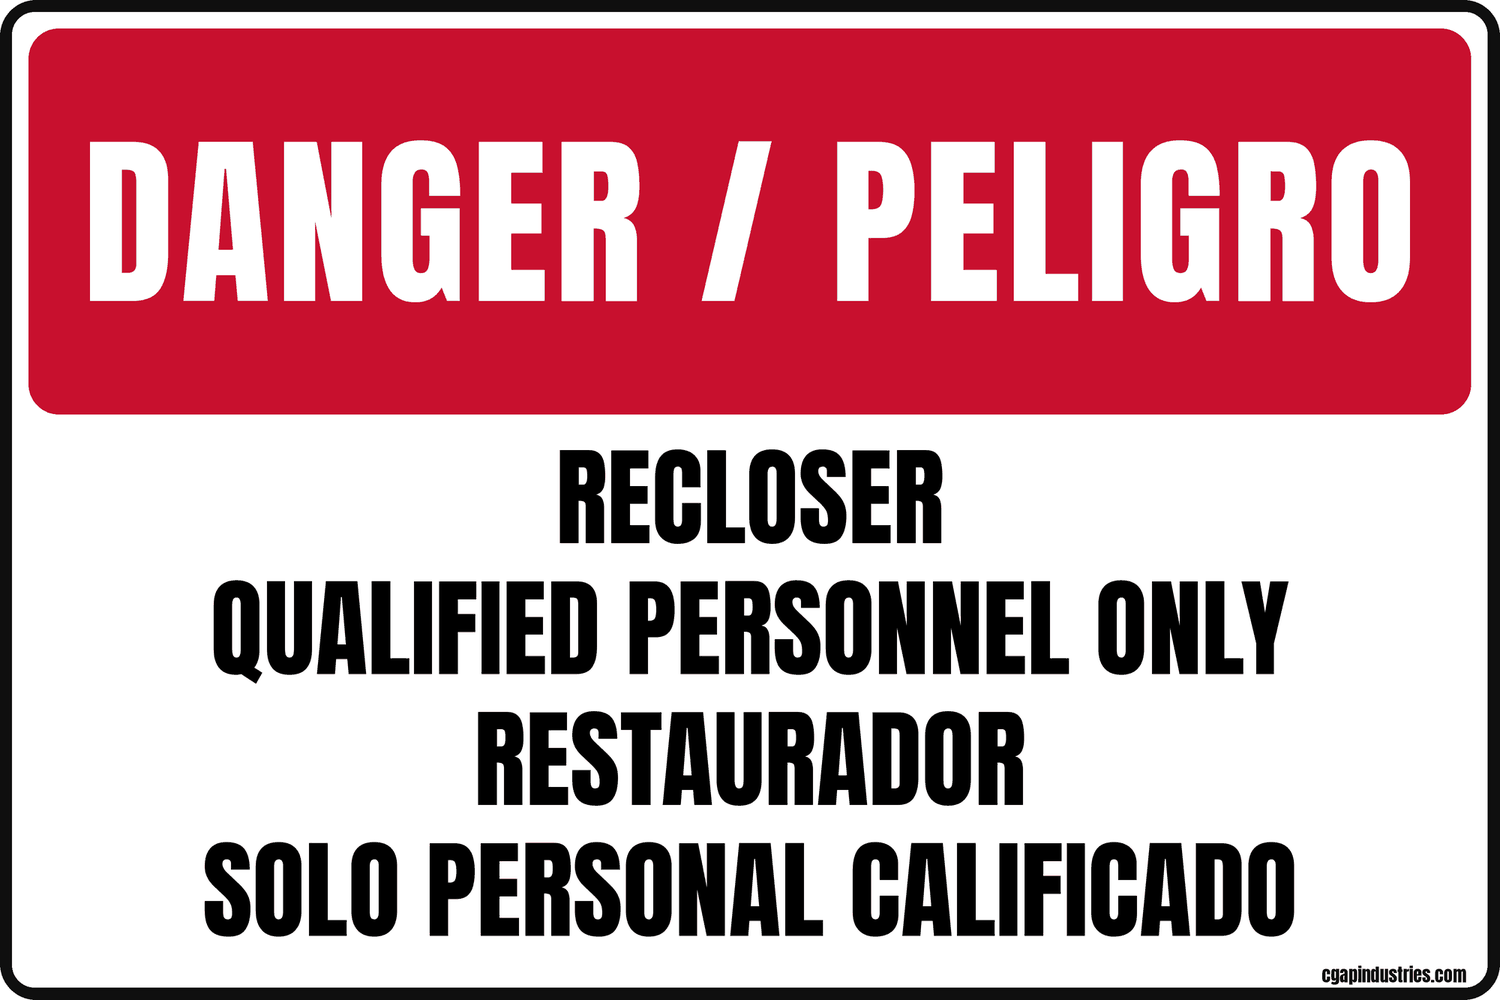 DANGER / PELIGRO
RECLOSER
QUALIFIED PERSONNEL ONLY
RESTAURADOR
SOLO PERSONAL CALIFICADO
cgapindustries.com